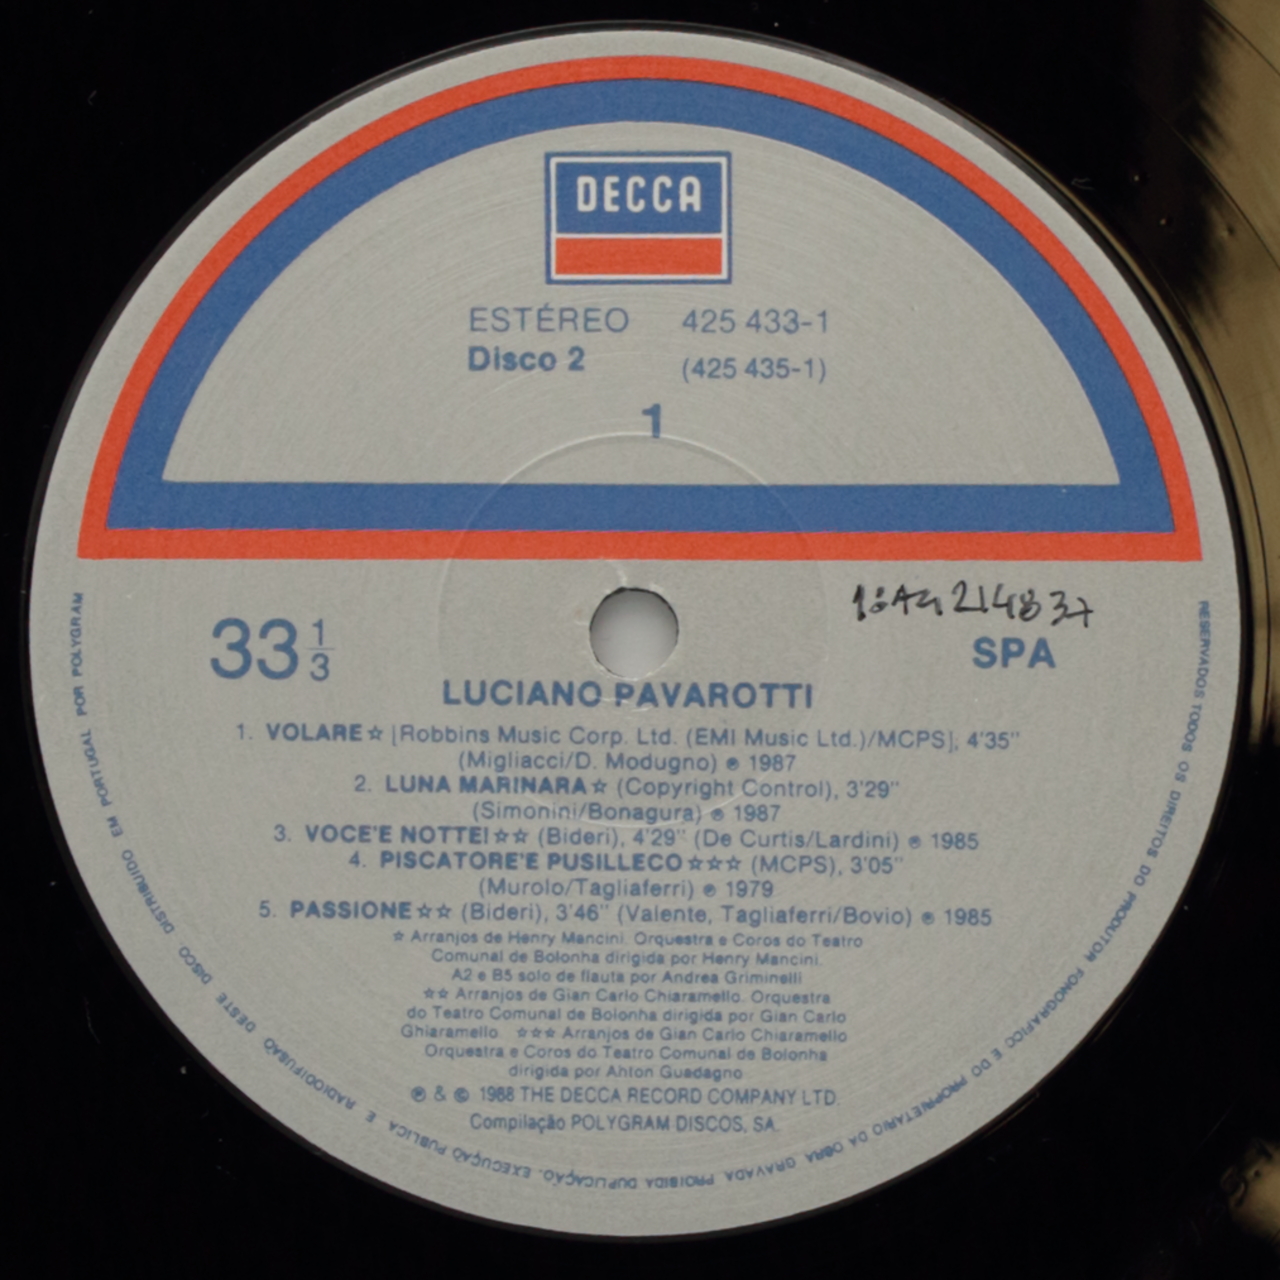 DECCA
ESTÉREO 425 433-1
Disco 2 (425 435-1)
1
33 1/3
SPA
LUCIANO PAVAROTTI
1. VOLARE☆ [Robbins Music Corp. Ltd. (EMI Music Ltd.)/MCPS], 4'35"
(Migliacci/D. Modugno) ℗ 1987
2. LUNA MARINARA☆ (Copyright Control), 3'29"
(Simonini/Bonagura) ℗ 1987
3. VOCE'E NOTTE!☆☆ (Bideri), 4'29" (De Curtis/Lardini) ℗ 1985
4. PISCATORE'E PUSILLECO☆☆☆ (MCPS), 3'05"
(Murolo/Tagliaferri) ℗ 1979
5. PASSIONE☆☆ (Bideri), 3'46" (Valente, Tagliaferri/Bovio) ℗ 1985
☆ Arranjos de Henry Mancini. Orquestra e Coros do Teatro
Comunal de Bolonha dirigida por Henry Mancini.
A2 e B5 solo de flauta por Andrea Griminelli
☆☆ Arranjos de Gian Carlo Chiaramello. Orquestra
do Teatro Comunal de Bolonha dirigida por Gian Carlo
Ghiaramello. ☆☆☆ Arranjos de Gian Carlo Chiaramello
Orquestra e Coros do Teatro Comunal de Bolonha
dirigida por Ahton Guadagno
℗ & © 1988 THE DECCA RECORD COMPANY LTD.
Compilação POLYGRAM DISCOS, SA.
RESERVADOS TODOS OS DIREITOS DO PRODUTOR FONOGRÁFICO E DO PROPRIETÁRIO DA OBRA GRAVADA. PROIBIDA DUPLICAÇÃO, EXECUÇÃO PÚBLICA E RADIODIFUSÃO DESTE DISCO. DISTRIBUIDO EM PORTUGAL POR POLYGRAM